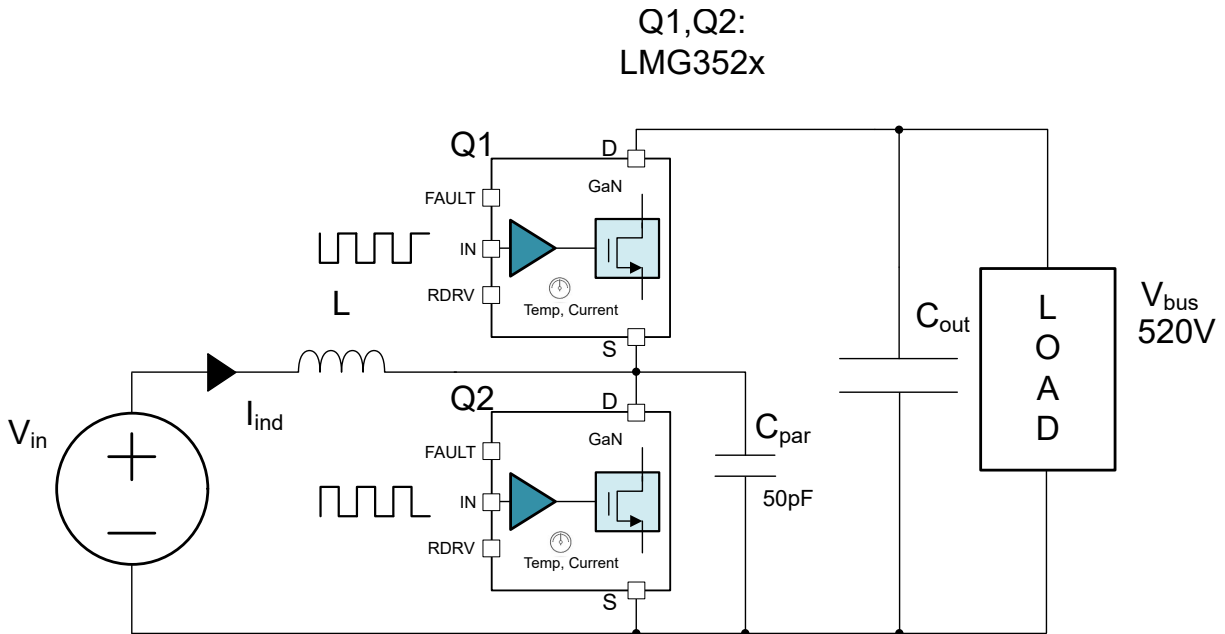 Q1,Q2:
LMG352x
Q1
D
GaN
FAULT
IN
RDRV
Temp, Current
S
L
Iind
Vin
Q2
D
GaN
FAULT
IN
RDRV
Temp, Current
S
Cpar
50pF
Cout
LOAD
Vbus
520V